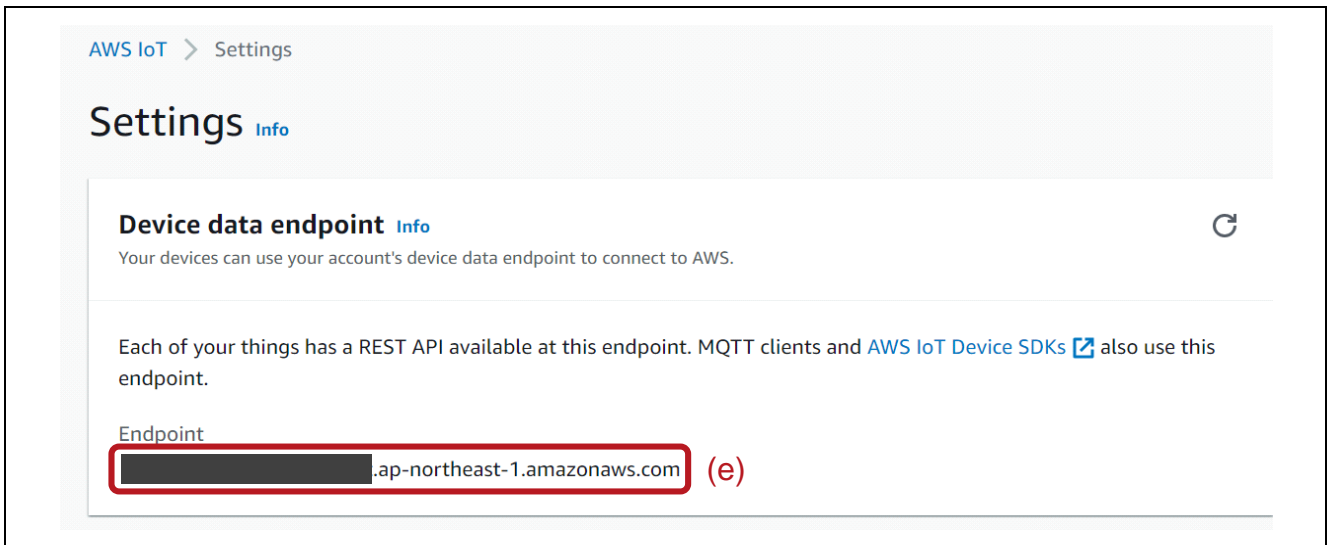 AWS IoT > Settings
Settings Info
Device data endpoint Info
Your devices can use your account's device data endpoint to connect to AWS.
Each of your things has a REST API available at this endpoint. MQTT clients and AWS IoT Device SDKs also use this
endpoint.
Endpoint
.ap-northeast-1.amazonaws.com (e)